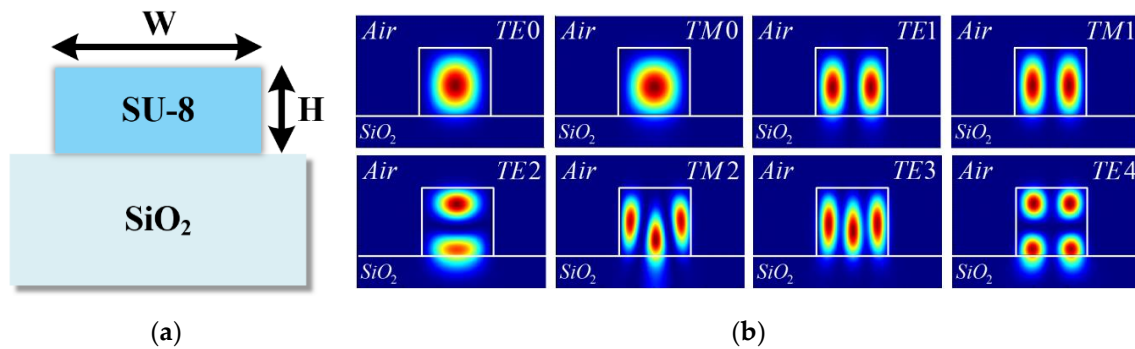 W
SU-8
H
SiO₂
(a)
Air TE0
SiO₂
Air TM0
SiO₂
Air TE1
SiO₂
Air TM1
SiO₂
Air TE2
SiO₂
Air TM2
SiO₂
Air TE3
SiO₂
Air TE4
SiO₂
(b)